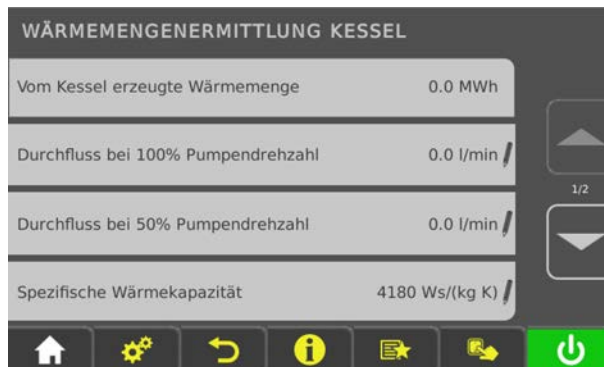 WÄRMEMENGENERMITTLUNG KESSEL
Vom Kessel erzeugte Wärmemenge 0.0 MWh
Durchfluss bei 100% Pumpendrehzahl 0.0 l/min
1/2
Durchfluss bei 50% Pumpendrehzahl 0.0 l/min
Spezifische Wärmekapazität 4180 Ws/(kg K)